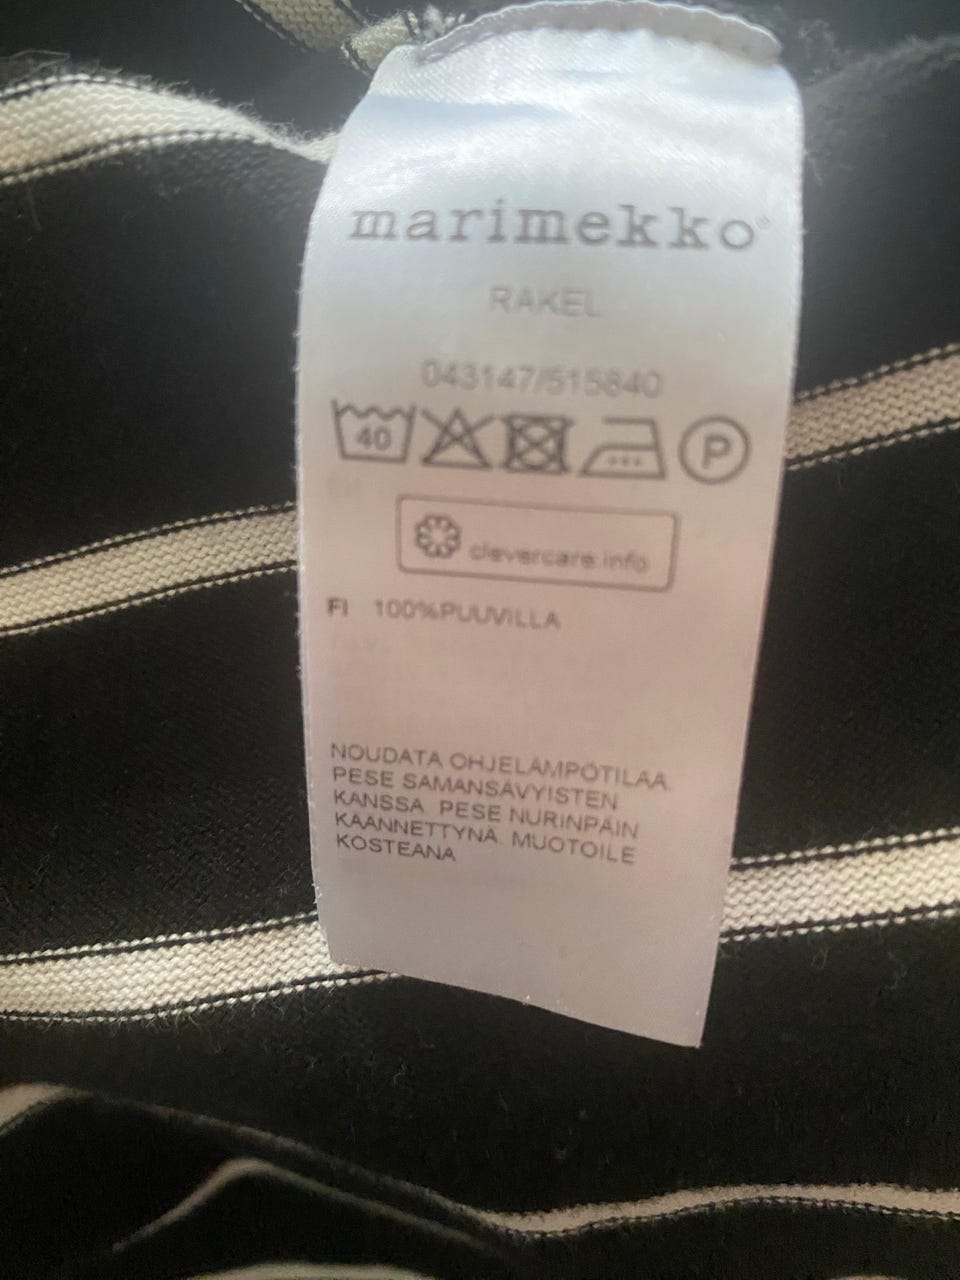 marimekko®
RAKEL
043147/515840
40
P
clevercare.info
FI 100%PUUVILLA
NOUDATA OHJELÄMPÖTILAA.
PESE SAMANSÄVYISTEN
KANSSA. PESE NURINPÄIN
KÄÄNNETTYNÄ. MUOTOILE
KOSTEANA